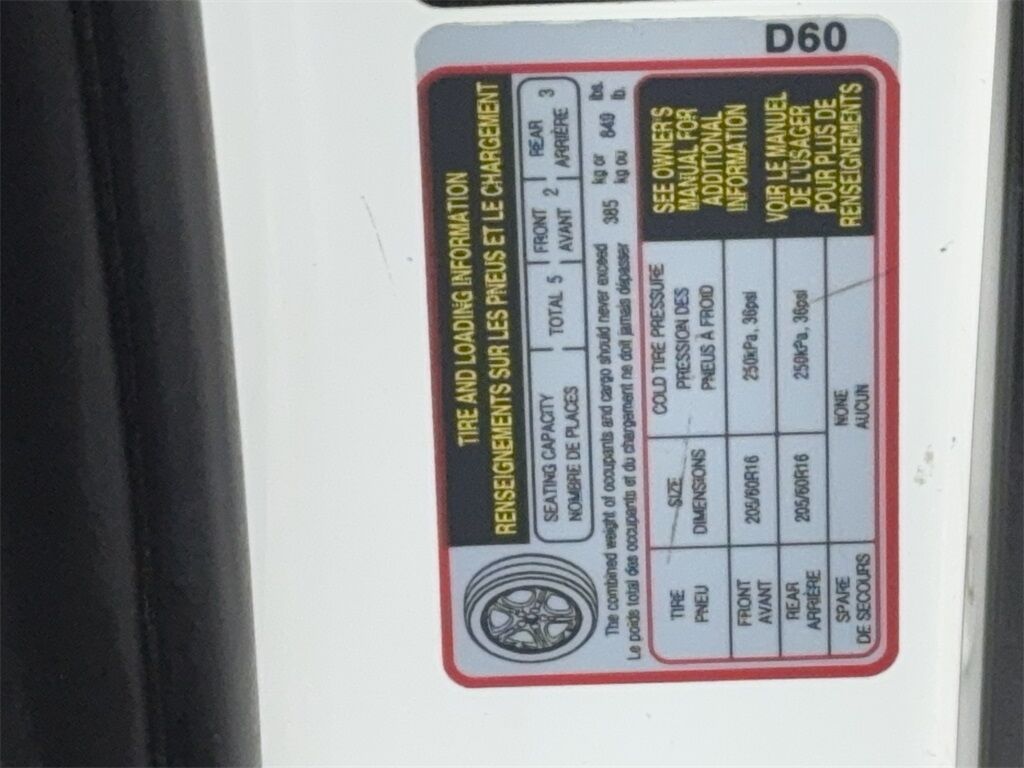 D60
TIRE AND LOADING INFORMATION
RENSEIGNEMENTS SUR LES PNEUS ET LE CHARGEMENT
SEATING CAPACITY TOTAL 5 FRONT 2 REAR 3
NOMBRE DE PLACES AVANT ARRIÈRE
The combined weight of occupants and cargo should never exceed 385 kg or 849 lbs.
Le poids total des occupants et du chargement ne doit jamais dépasser kg ou lb.
TIRE SIZE COLD TIRE PRESSURE
PNEU DIMENSIONS PRESSION DES
PNEUS À FROID
FRONT 205/60R16 250kPa, 36psi
AVANT
REAR 205/60R16 250kPa, 36psi
ARRIÈRE
SPARE NONE
DE SECOURS AUCUN
SEE OWNER'S
MANUAL FOR
ADDITIONAL
INFORMATION
VOIR LE MANUEL
DE L'USAGER
POUR PLUS DE
RENSEIGNEMENTS